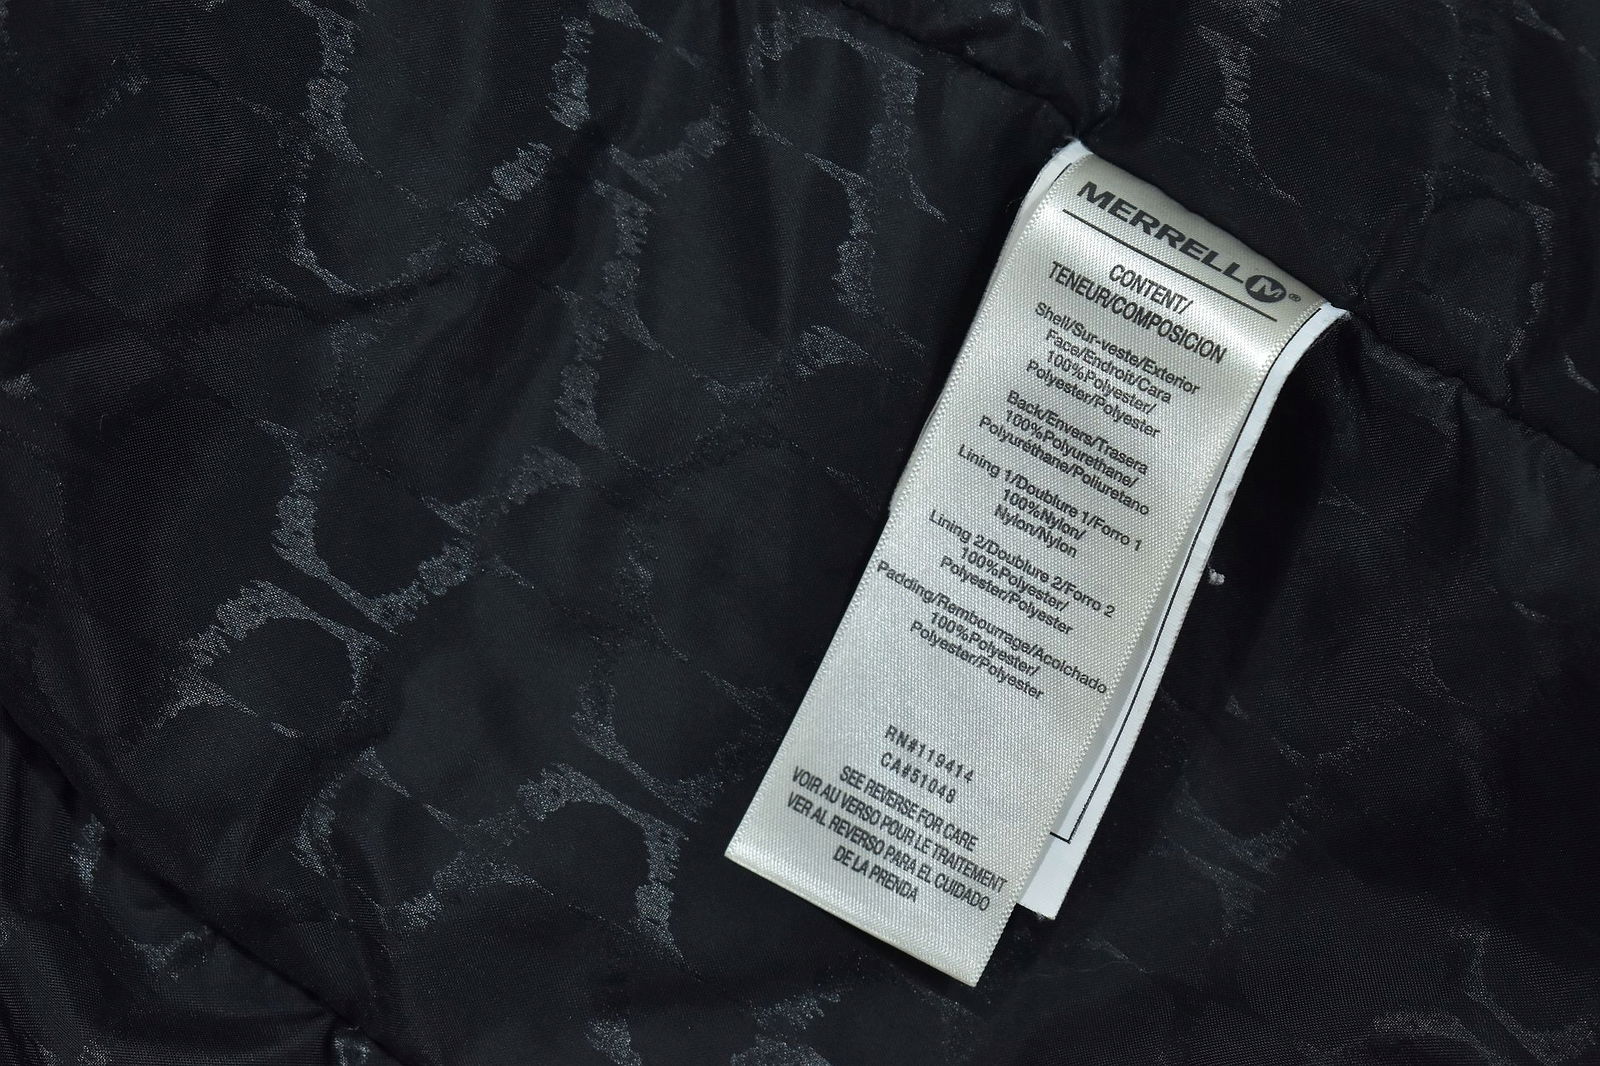 MERRELL M®
CONTENT/
TENEUR/COMPOSICION
Shell/Sur-veste/Exterior
Face/Endroit/Cara
100%Polyester/
Polyester/Polyester
Back/Envers/Trasera
100%Polyurethane/
Polyuréthane/Poliuretano
Lining 1/Doublure 1/Forro 1
100%Nylon/
Nylon/Nylon
Lining 2/Doublure 2/Forro 2
100%Polyester/
Polyester/Polyester
Padding/Rembourrage/Acolchado
100%Polyester/
Polyester/Polyester
RN#119414
CA#51048
SEE REVERSE FOR CARE
VOIR AU VERSO POUR LE TRAITEMENT
VER AL REVERSO PARA EL CUIDADO
DE LA PRENDA